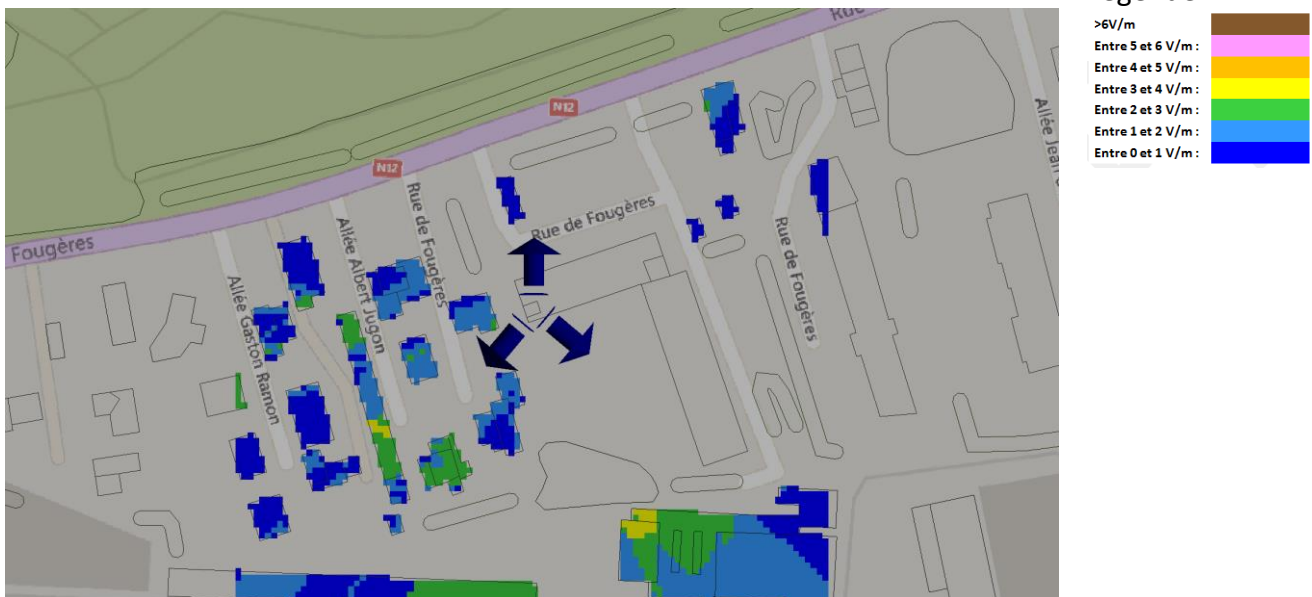 Rue
>6V/m
Entre 5 et 6 V/m :
Entre 4 et 5 V/m :
Entre 3 et 4 V/m :
Entre 2 et 3 V/m :
Entre 1 et 2 V/m :
Entre 0 et 1 V/m :
N12
N12
Allée Jean
Rue de Fougères
Rue de Fougères
Rue de Fougères
Fougères
Allée Albert Jugon
Allée Gaston Ramon